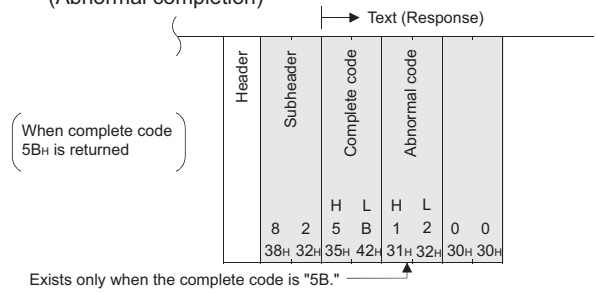 (Abnormal completion)
Text (Response)
Header
Subheader
Complete code
Abnormal code
When complete code
5BH is returned
H L H L
8 2 5 B 1 2 0 0
38H 32H 35H 42H 31H 32H 30H 30H
Exists only when the complete code is "5B."